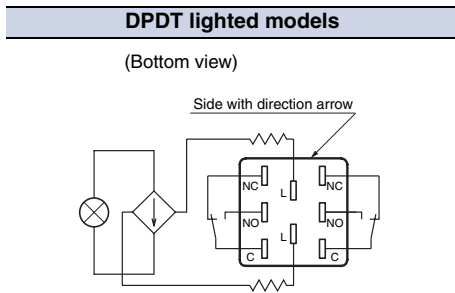 DPDT lighted models
(Bottom view)
Side with direction arrow
NC L NC
NO NO
L
C C